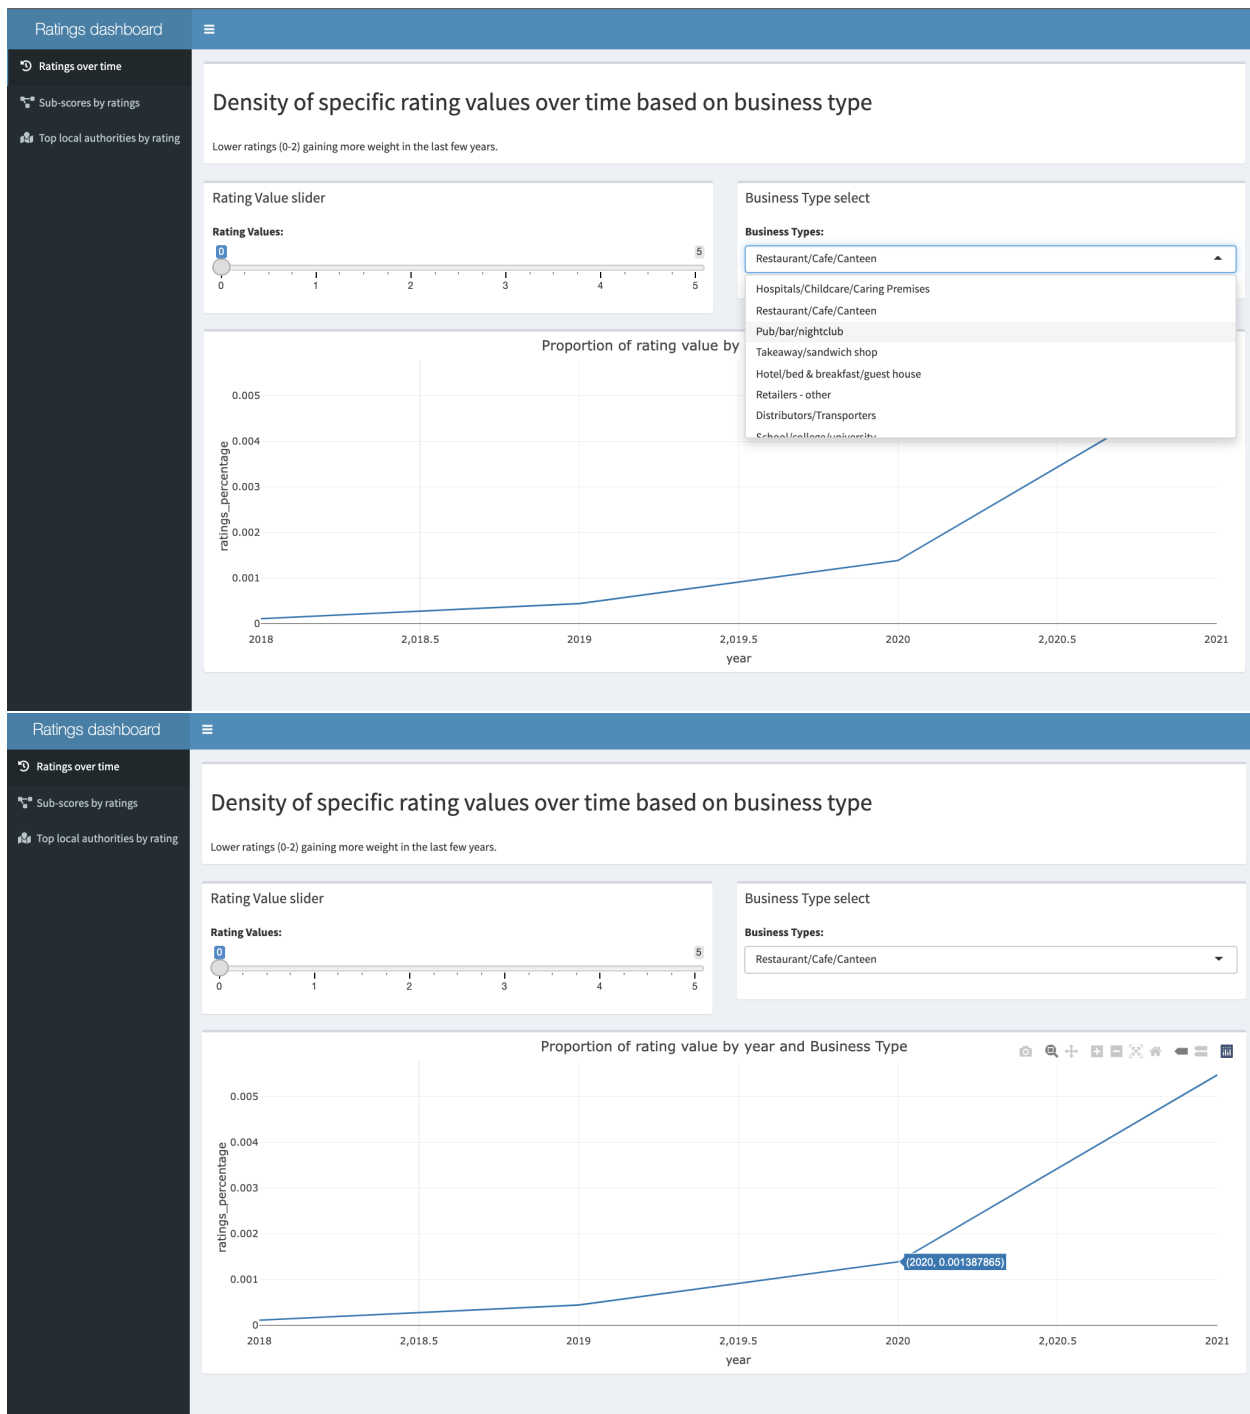 Ratings dashboard
Ratings over time
Sub-scores by ratings
Top local authorities by rating
Density of specific rating values over time based on business type
Lower ratings (0-2) gaining more weight in the last few years.
Rating Value slider
Rating Values:
0 5
0 1 2 3 4 5
Business Type select
Business Types:
Restaurant/Cafe/Canteen
Hospitals/Childcare/Caring Premises
Restaurant/Cafe/Canteen
Pub/bar/nightclub
Takeaway/sandwich shop
Hotel/bed & breakfast/guest house
Retailers - other
Distributors/Transporters
School/college/university
Proportion of rating value by
ratings_percentage
0.005
0.004
0.003
0.002
0.001
0
2018 2,018.5 2019 2,019.5 2020 2,020.5 2021
year
Ratings dashboard
Ratings over time
Sub-scores by ratings
Top local authorities by rating
Density of specific rating values over time based on business type
Lower ratings (0-2) gaining more weight in the last few years.
Rating Value slider
Rating Values:
0 5
0 1 2 3 4 5
Business Type select
Business Types:
Restaurant/Cafe/Canteen
Proportion of rating value by year and Business Type
ratings_percentage
0.005
0.004
0.003
0.002
0.001
0
(2020, 0.001387865)
2018 2,018.5 2019 2,019.5 2020 2,020.5 2021
year